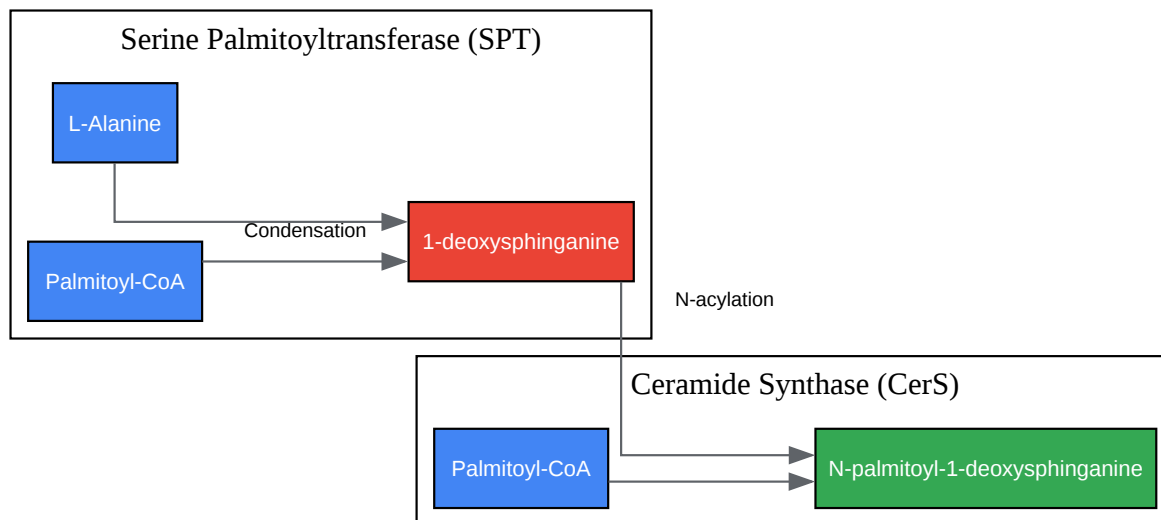 Serine Palmitoyltransferase (SPT)
L-Alanine
Condensation
1-deoxysphinganine
Palmitoyl-CoA
N-acylation
Ceramide Synthase (CerS)
Palmitoyl-CoA
N-palmitoyl-1-deoxysphinganine